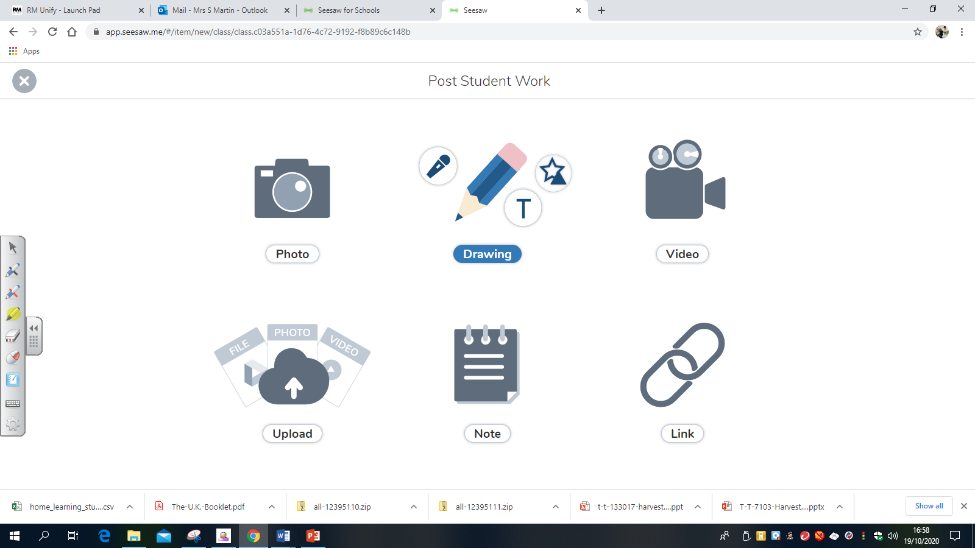 RM Unify - Launch Pad
Mail - Mrs S Martin - Outlook
Seesaw for Schools
Seesaw
app.seesaw.me/#/item/new/class/class.c03a551a-1d76-4c72-9192-f8b89c6c148b
Apps
Post Student Work
T
Photo
Drawing
Video
FILE
PHOTO
VIDEO
Upload
Note
Link
home_learning_stu....csv
The-U.K.-Booklet.pdf
all-12395110.zip
all-12395111.zip
t-t-133017-harvest....ppt
T-T-7103-Harvest....pptx
Show all
16:58
19/10/2020